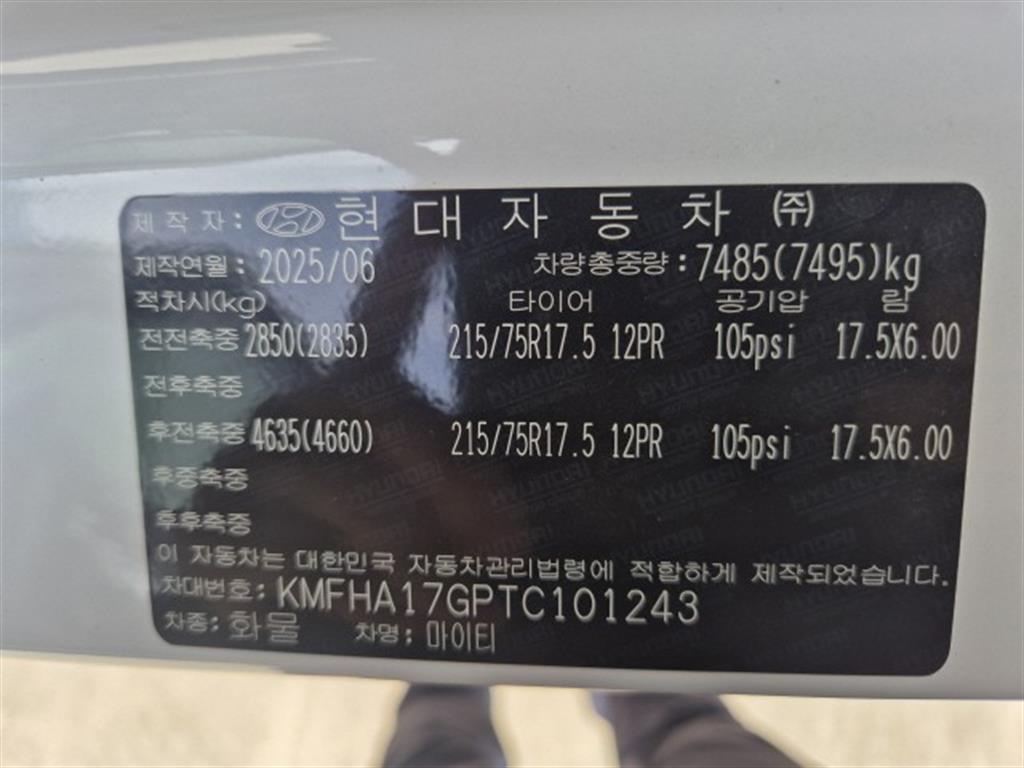 제작자: 현대자동차 ㈜
제작연월: 2025/06 차량총중량: 7485(7495)kg
적차시(kg) 타이어 공기압 림
전전축중 2850(2835) 215/75R17.5 12PR 105psi 17.5X6.00
전후축중
후전축중 4635(4660) 215/75R17.5 12PR 105psi 17.5X6.00
후중축중
후후축중
이 자동차는 대한민국 자동차관리법령에 적합하게 제작되었습니다.
차대번호: KMFHA17GPTC101243
차종: 화물 차명: 마이티